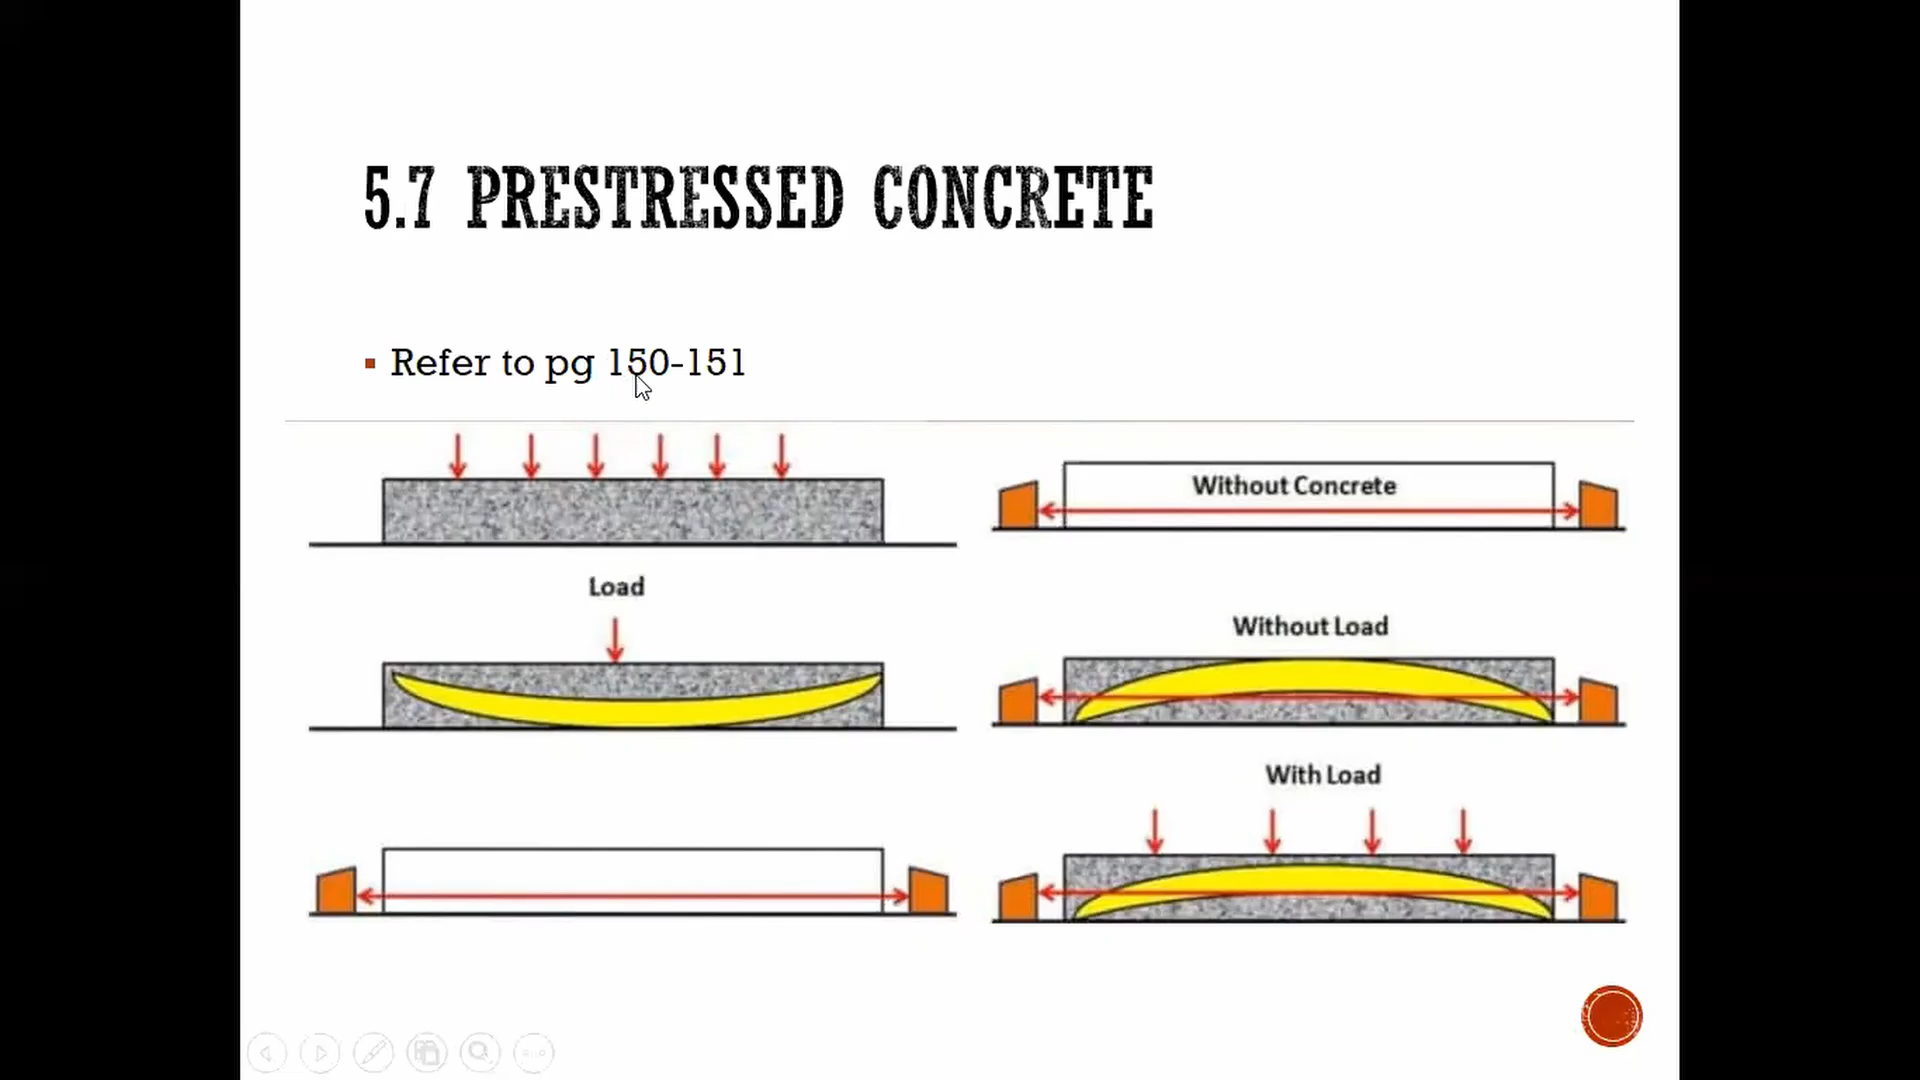 5.7 PRESTRESSED CONCRETE
Refer to pg 150-151
Load
Without Concrete
Without Load
With Load